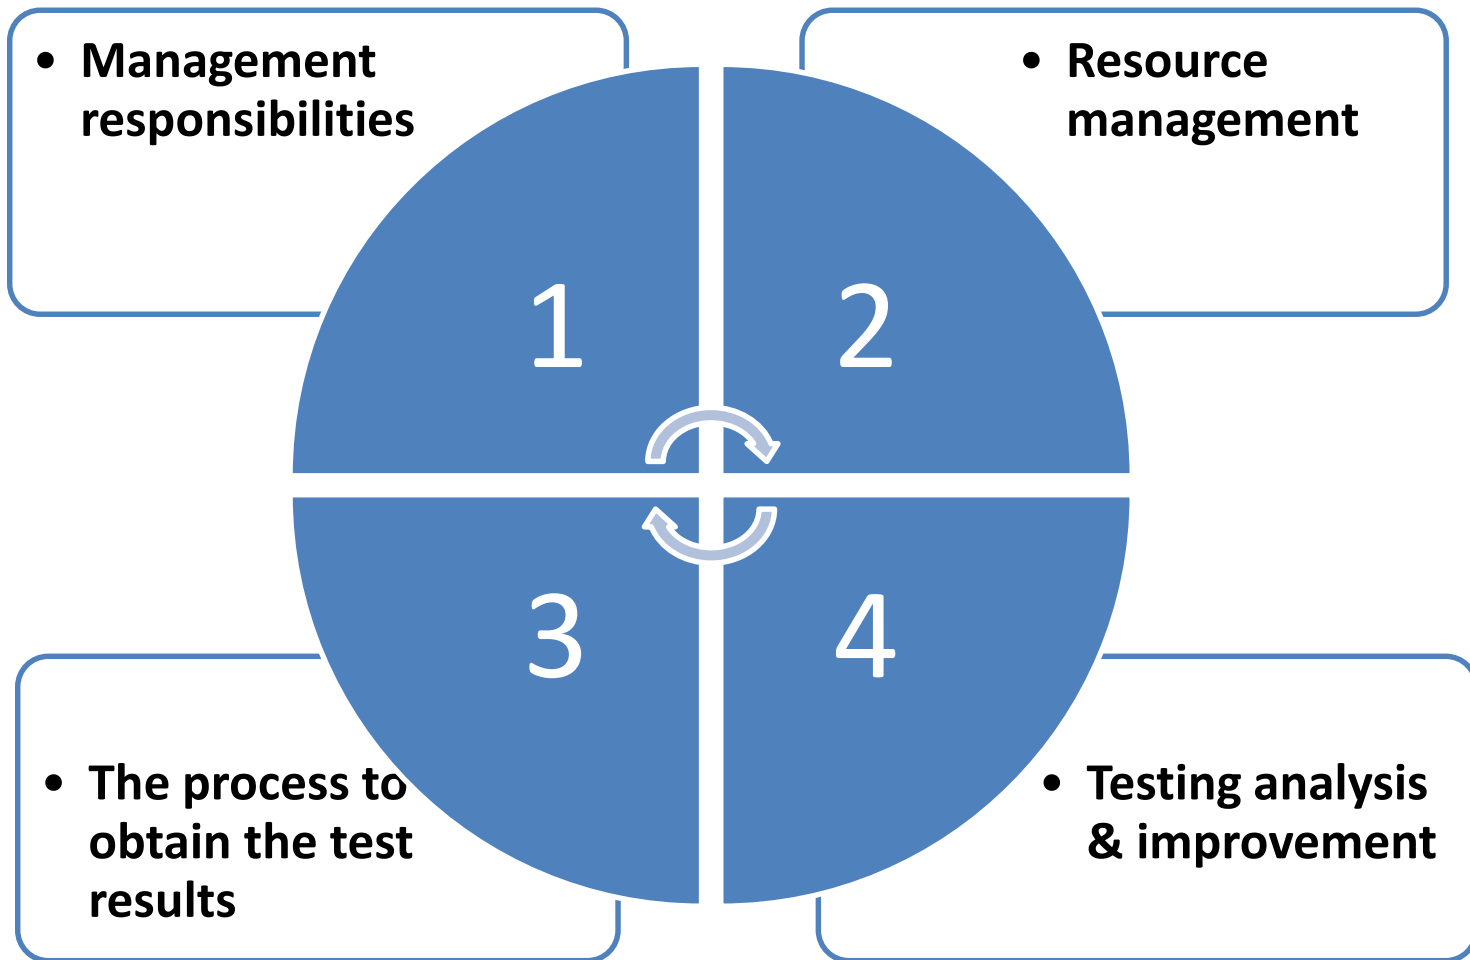 • Management
responsibilities
• Resource
management
1
2
3
4
• The process to
obtain the test
results
• Testing analysis
& improvement